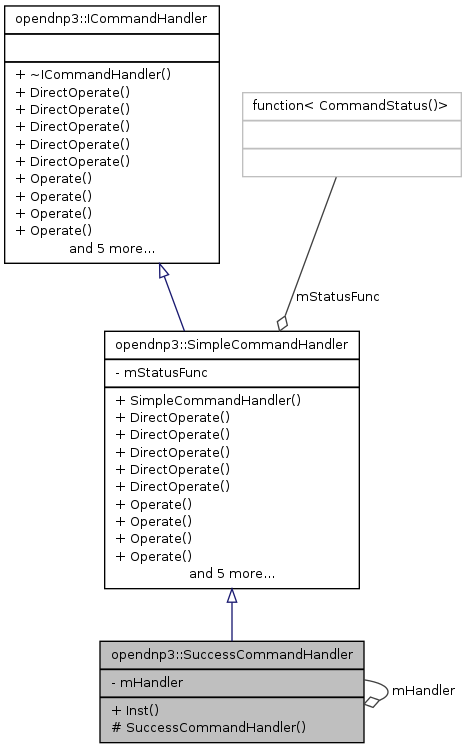 opendnp3::ICommandHandler
+ ~ICommandHandler()
+ DirectOperate()
+ DirectOperate()
+ DirectOperate()
+ DirectOperate()
+ DirectOperate()
+ Operate()
+ Operate()
+ Operate()
+ Operate()
and 5 more...
function< CommandStatus()>
mStatusFunc
opendnp3::SimpleCommandHandler
- mStatusFunc
+ SimpleCommandHandler()
+ DirectOperate()
+ DirectOperate()
+ DirectOperate()
+ DirectOperate()
+ DirectOperate()
+ Operate()
+ Operate()
+ Operate()
+ Operate()
and 5 more...
opendnp3::SuccessCommandHandler
- mHandler
+ Inst()
# SuccessCommandHandler()
mHandler